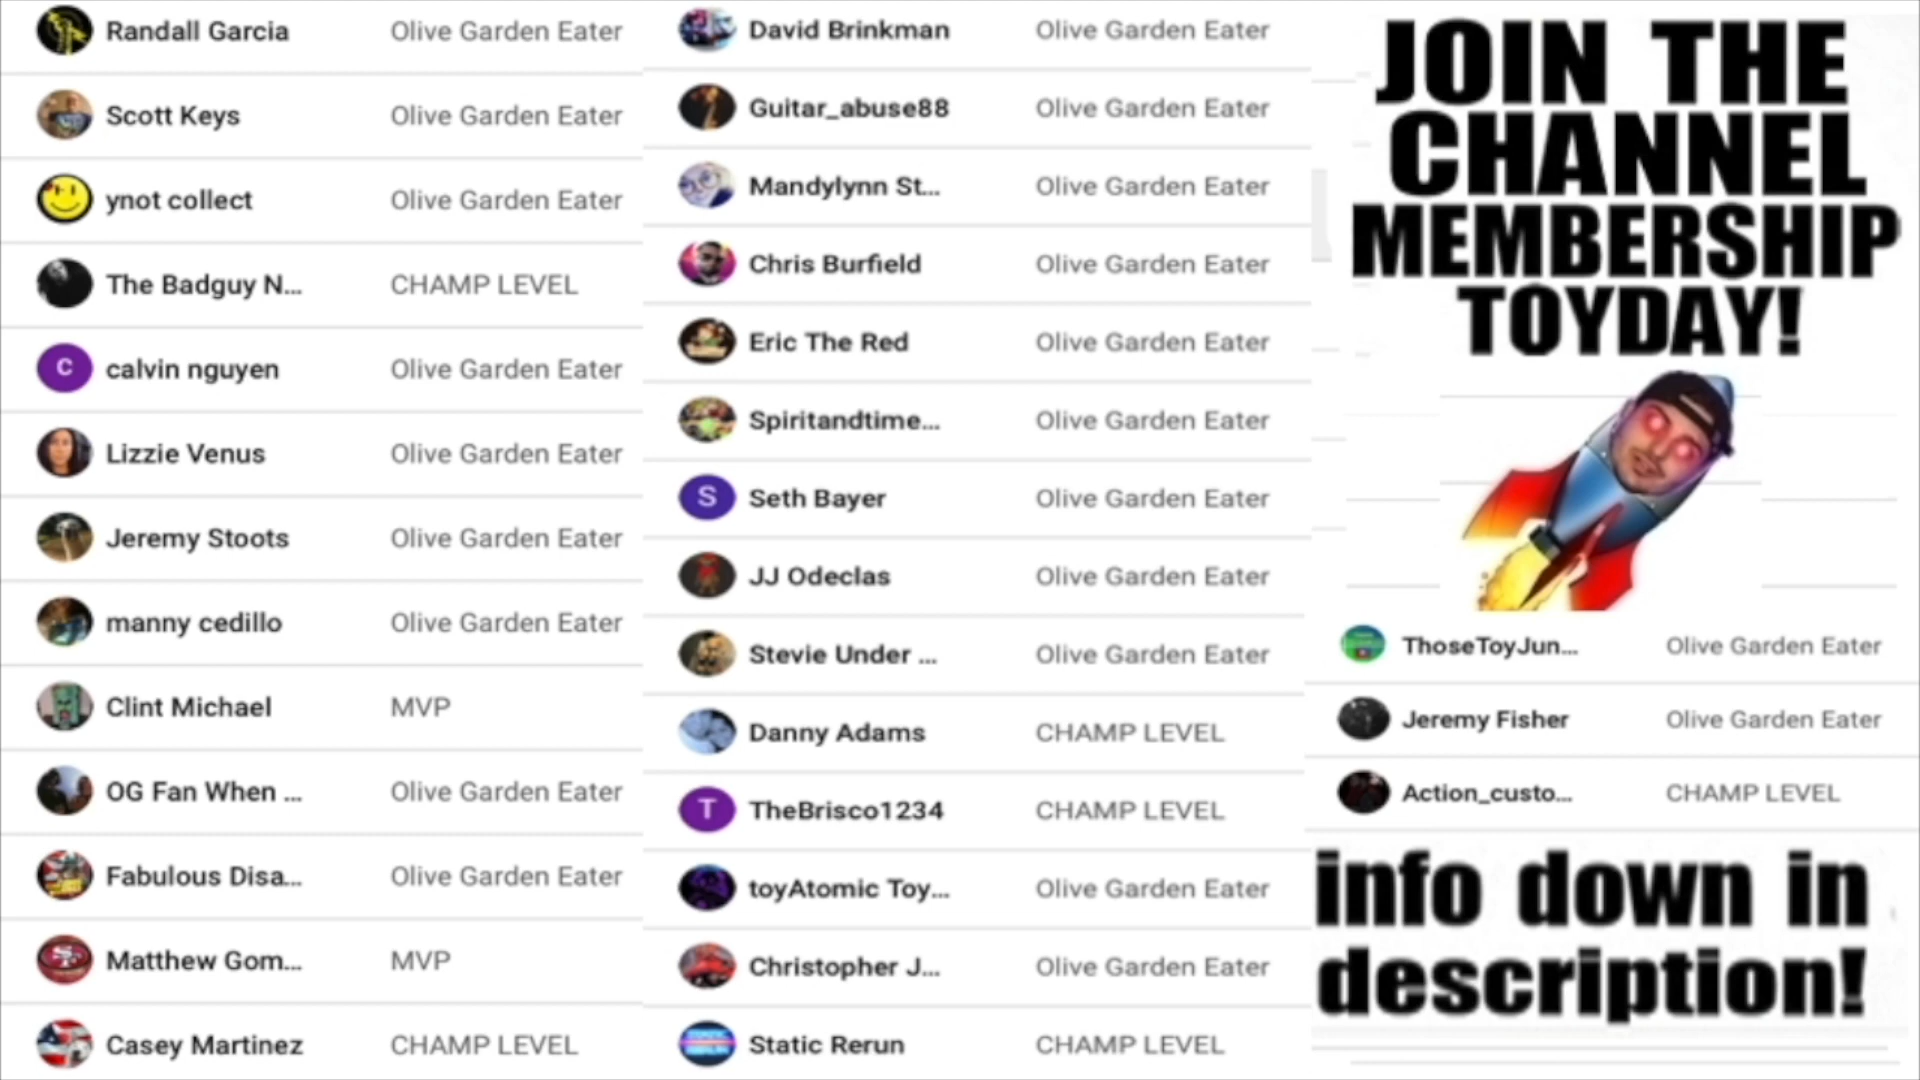 Randall Garcia Olive Garden Eater
Scott Keys Olive Garden Eater
ynot collect Olive Garden Eater
The Badguy N... CHAMP LEVEL
C calvin nguyen Olive Garden Eater
Lizzie Venus Olive Garden Eater
Jeremy Stoots Olive Garden Eater
manny cedillo Olive Garden Eater
Clint Michael MVP
OG Fan When ... Olive Garden Eater
Fabulous Disa... Olive Garden Eater
Matthew Gom... MVP
Casey Martinez CHAMP LEVEL
David Brinkman Olive Garden Eater
Guitar_abuse88 Olive Garden Eater
Mandylynn St... Olive Garden Eater
Chris Burfield Olive Garden Eater
Eric The Red Olive Garden Eater
Spiritandtime... Olive Garden Eater
S Seth Bayer Olive Garden Eater
JJ Odeclas Olive Garden Eater
Stevie Under ... Olive Garden Eater
Danny Adams CHAMP LEVEL
T TheBrisco1234 CHAMP LEVEL
toyAtomic Toy... Olive Garden Eater
Christopher J... Olive Garden Eater
Static Rerun CHAMP LEVEL
JOIN THE
CHANNEL
MEMBERSHIP
TOYDAY!
ThoseToyJun... Olive Garden Eater
Jeremy Fisher Olive Garden Eater
Action_custo... CHAMP LEVEL
info down in
description!